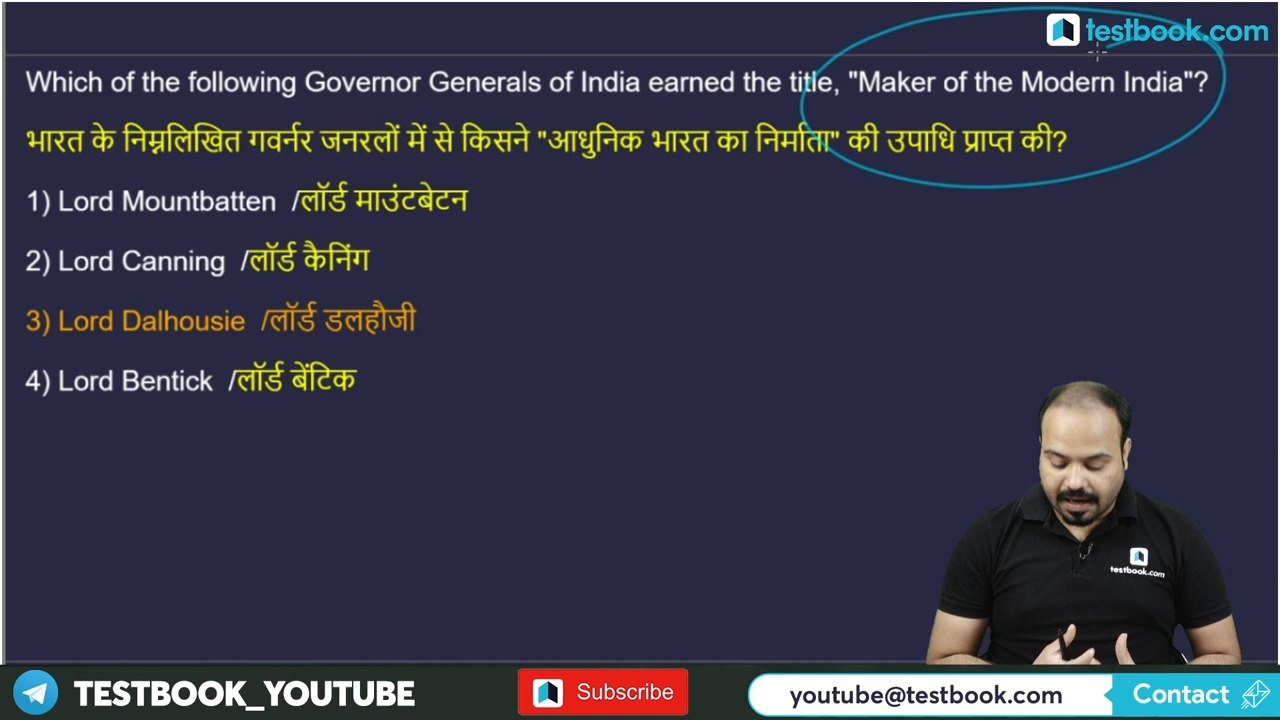 testbook.com
Which of the following Governor Generals of India earned the title, "Maker of the Modern India"?
भारत के निम्नलिखित गवर्नर जनरलों में से किसने "आधुनिक भारत का निर्माता" की उपाधि प्राप्त की?
1) Lord Mountbatten /लॉर्ड माउंटबेटन
2) Lord Canning /लॉर्ड कैनिंग
3) Lord Dalhousie /लॉर्ड डलहौजी
4) Lord Bentick /लॉर्ड बेंटिक
testbook.com
TESTBOOK_YOUTUBE
Subscribe
youtube@testbook.com
Contact